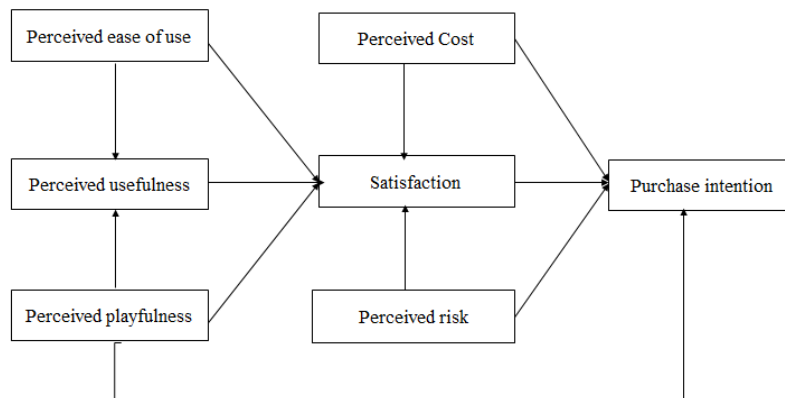 Perceived ease of use
Perceived Cost
Perceived usefulness
Satisfaction
Purchase intention
Perceived playfulness
Perceived risk